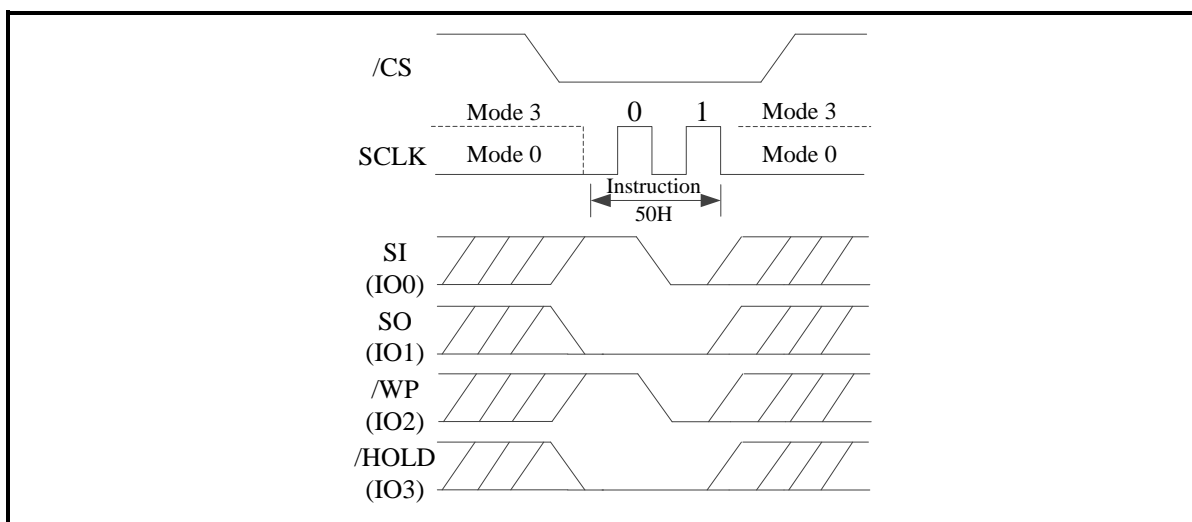 /CS
Mode 3 0 1 Mode 3
SCLK Mode 0 Mode 0
Instruction
50H
SI
(IO0)
SO
(IO1)
/WP
(IO2)
/HOLD
(IO3)